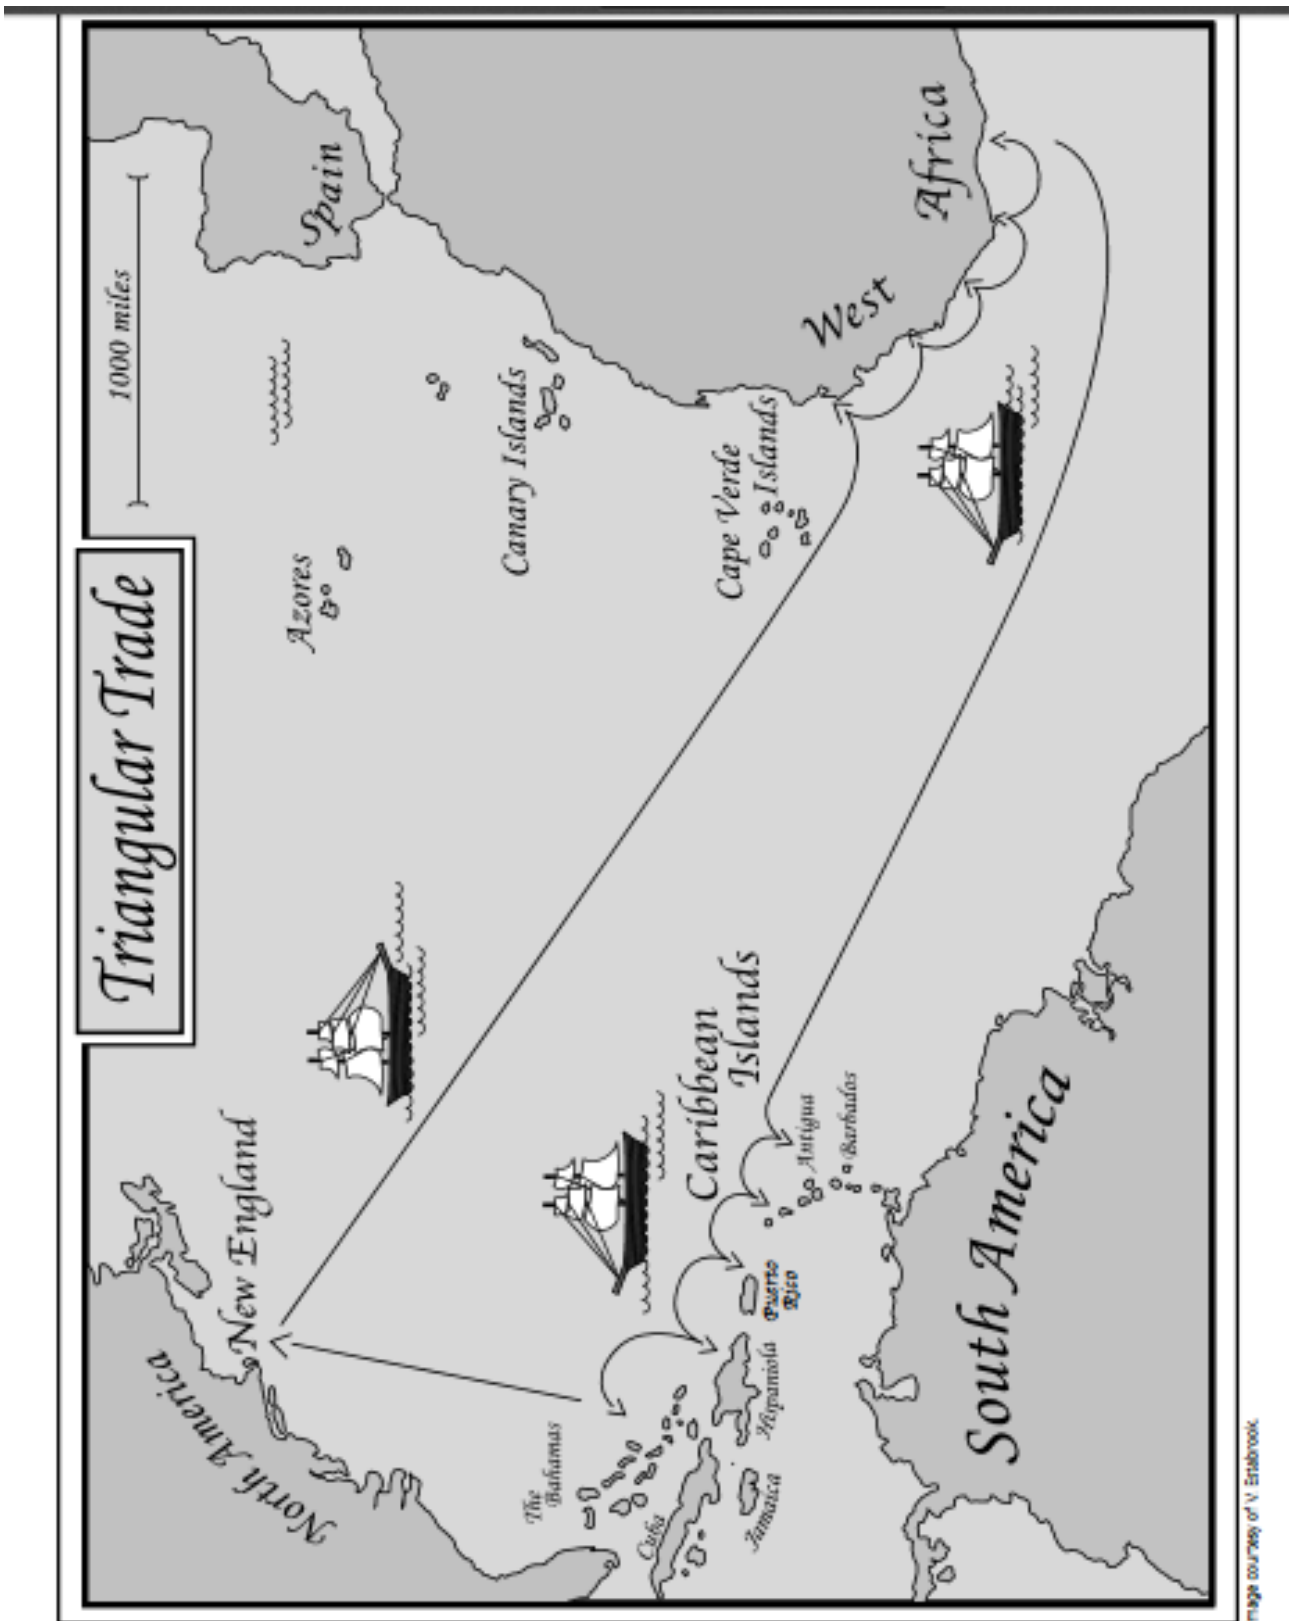 Triangular Trade
1000 miles
North America
New England
Azores
Spain
Canary Islands
Cape Verde
Islands
West
Africa
The
Bahamas
Cuba
Jamaica
Hispaniola
Puerto
Rico
Caribbean
Islands
Antigua
Barbados
South America
mage courtesy of V. Estabrook.